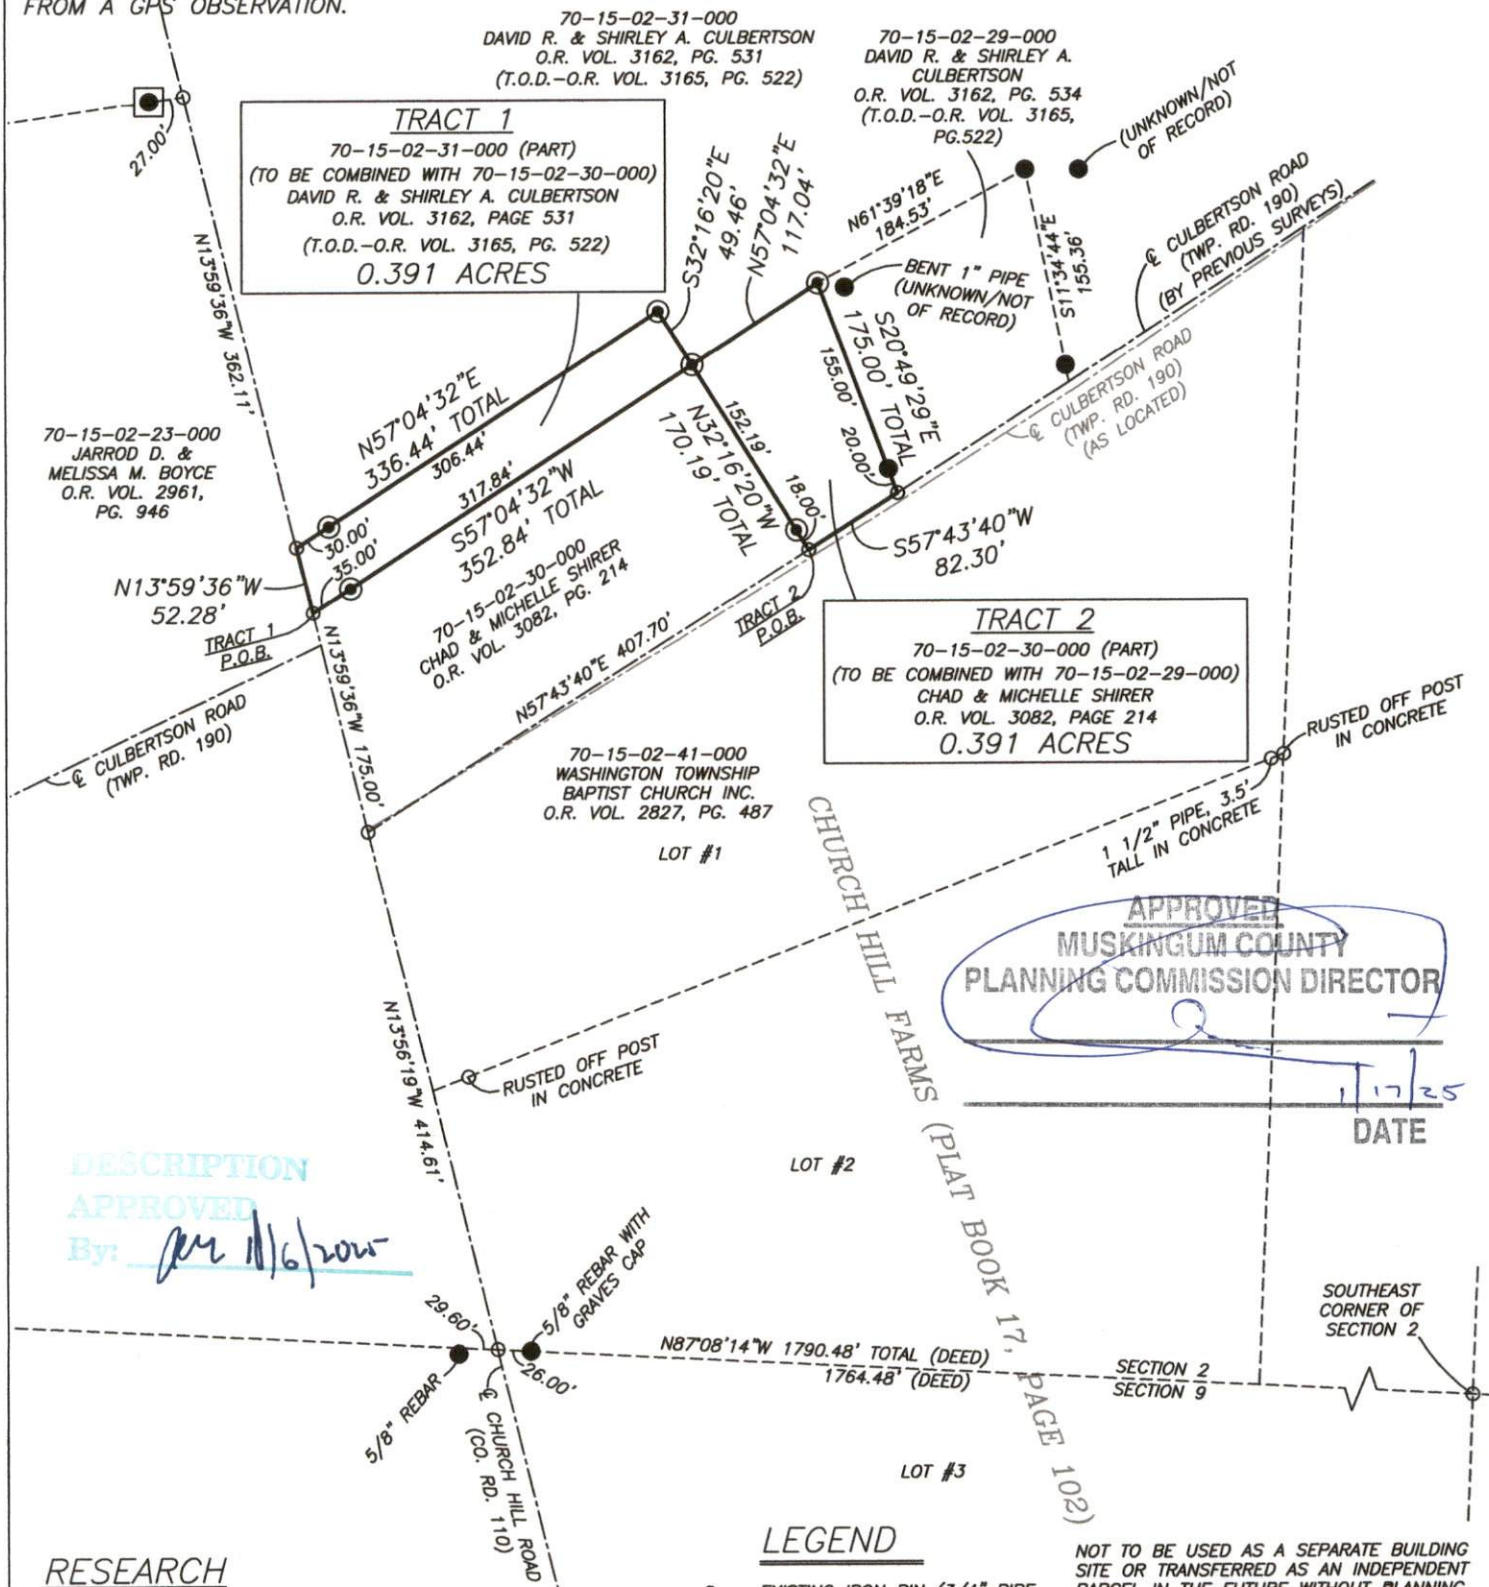 FROM A GPS OBSERVATION.
70-15-02-31-000
DAVID R. & SHIRLEY A. CULBERTSON
O.R. VOL. 3162, PG. 531
(T.O.D.-O.R. VOL. 3165, PG. 522)
70-15-02-29-000
DAVID R. & SHIRLEY A.
CULBERTSON
O.R. VOL. 3162, PG. 534
(T.O.D.-O.R. VOL. 3165,
PG.522)
(UNKNOWN/NOT
OF RECORD)
27.00'
TRACT 1
70-15-02-31-000 (PART)
(TO BE COMBINED WITH 70-15-02-30-000)
DAVID R. & SHIRLEY A. CULBERTSON
O.R. VOL. 3162, PAGE 531
(T.O.D.-O.R. VOL. 3165, PG. 522)
0.391 ACRES
S32°16'20"E
49.46'
N57°04'32"E
117.04'
N61°39'18"E
184.53'
S11°34'44"E
155.36'
℄ CULBERTSON ROAD
(TWP. RD. 190)
(BY PREVIOUS SURVEYS)
BENT 1" PIPE
(UNKNOWN/NOT
OF RECORD)
N13°59'36"W 362.11'
S20°49'29"E
175.00' TOTAL
155.00'
20.00'
℄ CULBERTSON ROAD
(TWP. RD. 190)
(AS LOCATED)
N57°04'32"E
336.44' TOTAL
306.44'
317.84'
S57°04'32"W
352.84' TOTAL
152.19'
N32°16'20"W
170.19' TOTAL
18.00'
70-15-02-23-000
JARROD D. &
MELISSA M. BOYCE
O.R. VOL. 2961,
PG. 946
30.00'
35.00'
S57°43'40"W
82.30'
N13°59'36"W
52.28'
TRACT 1
P.O.B.
70-15-02-30-000
CHAD & MICHELLE SHIRER
O.R. VOL. 3082, PG. 214
TRACT 2
P.O.B.
TRACT 2
70-15-02-30-000 (PART)
(TO BE COMBINED WITH 70-15-02-29-000)
CHAD & MICHELLE SHIRER
O.R. VOL. 3082, PAGE 214
0.391 ACRES
N13°59'36"W 175.00'
N57°43'40"E 407.70'
℄ CULBERTSON ROAD
(TWP. RD. 190)
RUSTED OFF POST
IN CONCRETE
70-15-02-41-000
WASHINGTON TOWNSHIP
BAPTIST CHURCH INC.
O.R. VOL. 2827, PG. 487
LOT #1
1 1/2" PIPE, 3.5'
TALL IN CONCRETE
CHURCH HILL FARMS (PLAT BOOK 17, PAGE 102)
APPROVED
MUSKINGUM COUNTY
PLANNING COMMISSION DIRECTOR
1/17/25
DATE
N13°56'19"W 414.61'
RUSTED OFF POST
IN CONCRETE
LOT #2
DESCRIPTION
APPROVED
By:
5/8" REBAR WITH
GRAVES CAP
29.60'
26.00'
5/8" REBAR
SOUTHEAST
CORNER OF
SECTION 2
N87°08'14"W 1790.48' TOTAL (DEED)
1764.48' (DEED)
SECTION 2
SECTION 9
℄ CHURCH HILL ROAD
(CO. RD. 110)
LOT #3
RESEARCH
LEGEND
EXISTING IRON PIN (3/4" PIPE
NOT TO BE USED AS A SEPARATE BUILDING
SITE OR TRANSFERRED AS AN INDEPENDENT
PARCEL IN THE FUTURE WITHOUT PLANNING